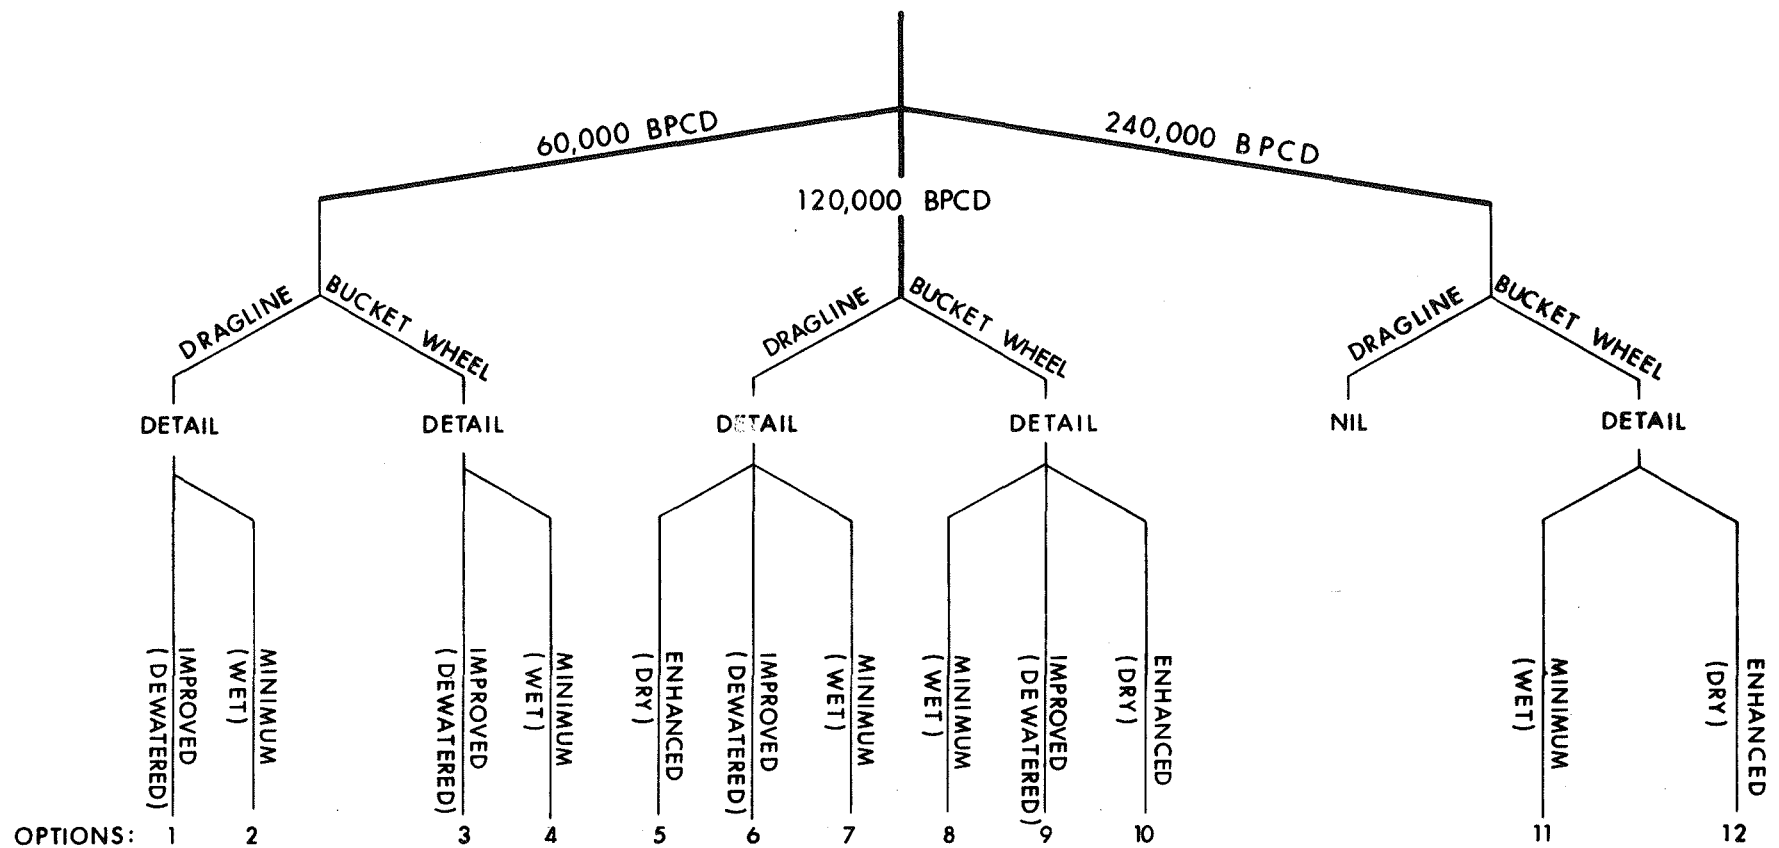 60,000 BPCD
240,000 BPCD
120,000 BPCD
DRAGLINE
BUCKET WHEEL
DRAGLINE
BUCKET WHEEL
DRAGLINE
BUCKET WHEEL
DETAIL
DETAIL
DETAIL
DETAIL
NIL
DETAIL
IMPROVED
(DEWATERED)
MINIMUM
(WET)
IMPROVED
(DEWATERED)
MINIMUM
(WET)
ENHANCED
(DRY)
IMPROVED
(DEWATERED)
MINIMUM
(WET)
MINIMUM
(WET)
IMPROVED
(DEWATERED)
ENHANCED
(DRY)
MINIMUM
(WET)
ENHANCED
(DRY)
OPTIONS: 1 2 3 4 5 6 7 8 9 10 11 12